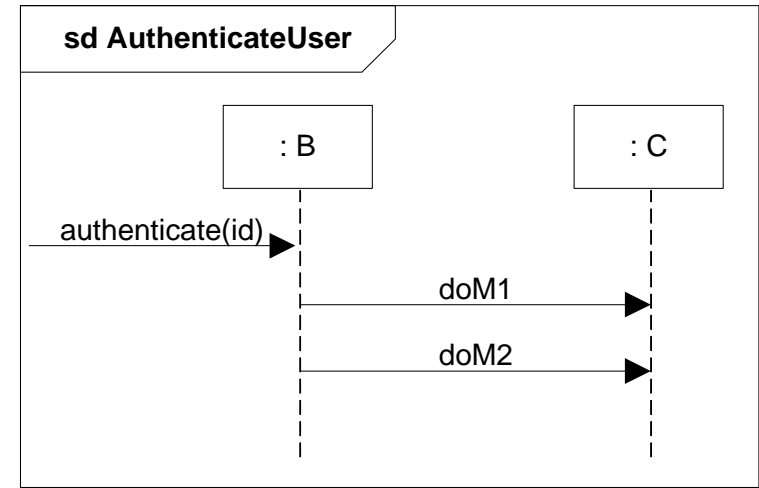 sd AuthenticateUser
: B
: C
authenticate(id)
doM1
doM2